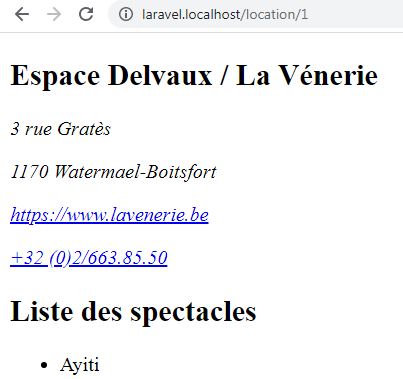 laravel.localhost/location/1
Espace Delvaux / La Vénerie
3 rue Gratès
1170 Watermael-Boitsfort
https://www.lavenerie.be
+32 (0)2/663.85.50
Liste des spectacles
Ayiti